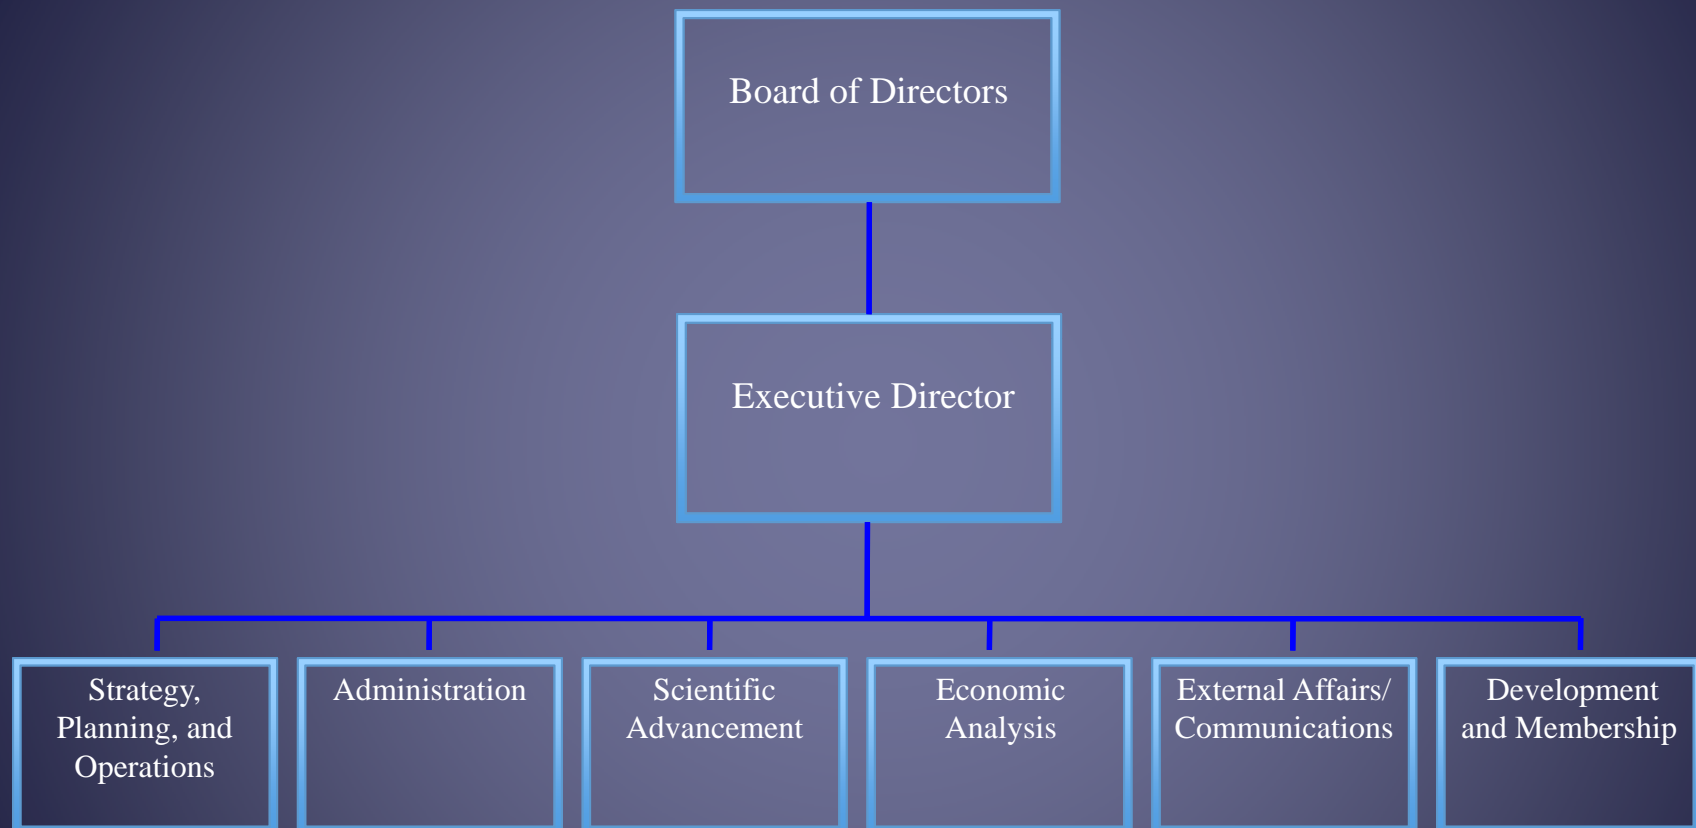 Board of Directors
Executive Director
Strategy,
Planning, and
Operations
Administration
Scientific
Advancement
Economic
Analysis
External Affairs/
Communications
Development
and Membership